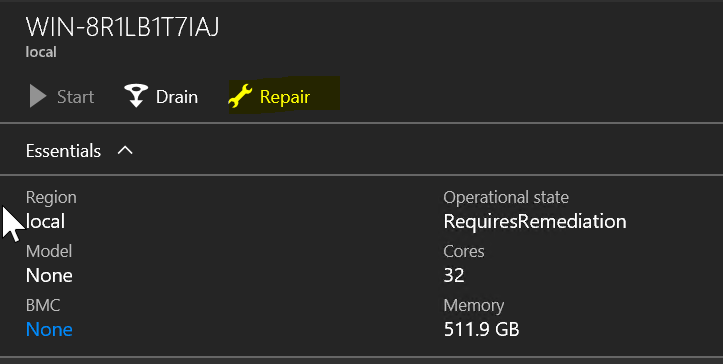 WIN-8R1LB1T7IAJ
local
Start Drain Repair
Essentials
Region Operational state
local RequiresRemediation
Model Cores
None 32
BMC Memory
None 511.9 GB